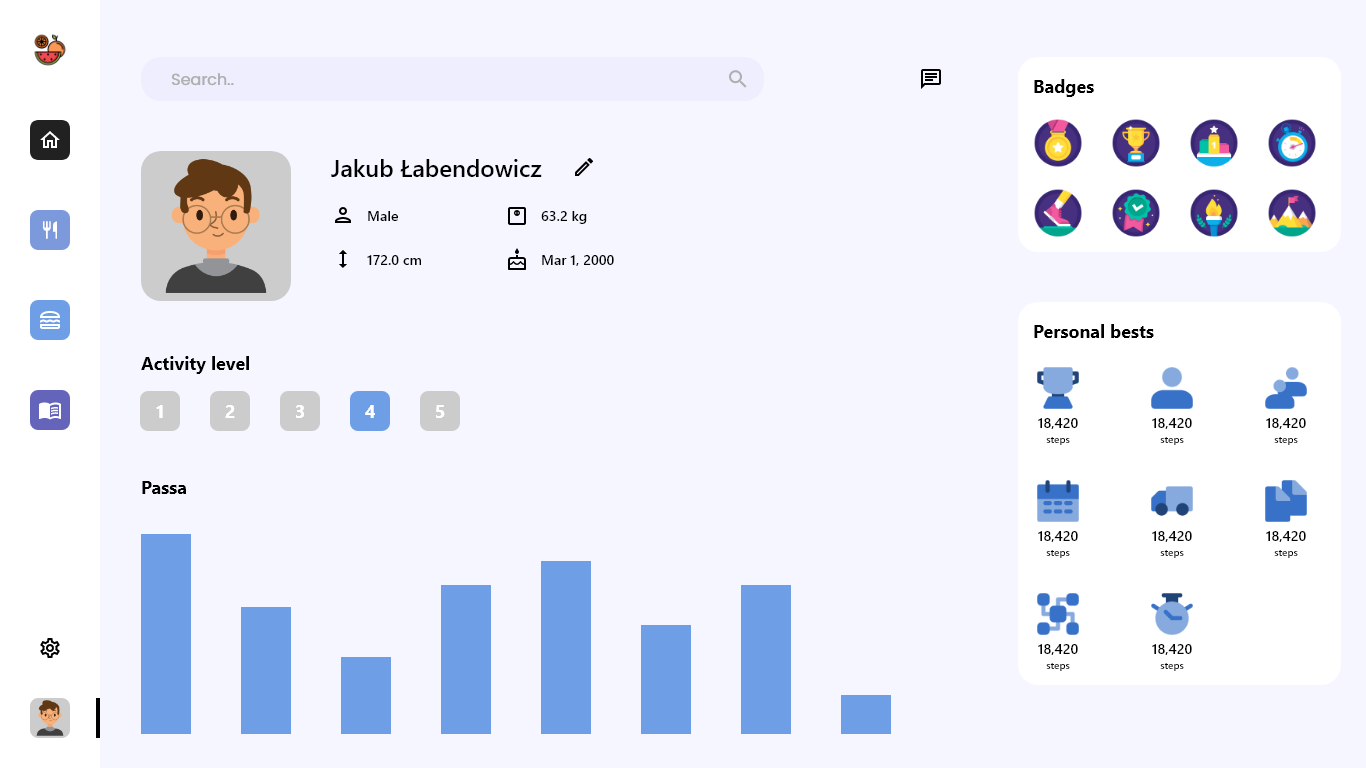 Search..
Jakub Łabendowicz
Male
63.2 kg
172.0 cm
Mar 1, 2000
Activity level
1 2 3 4 5
Passa
Badges
1
Personal bests
18,420 18,420 18,420
steps steps steps
18,420 18,420 18,420
steps steps steps
18,420 18,420
steps steps